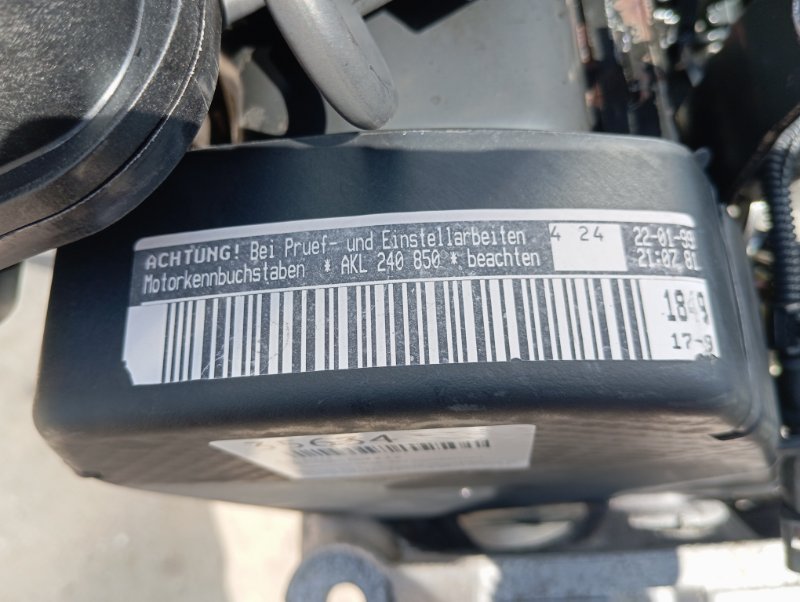 ACHTUNG! Bei Pruef- und Einstellarbeiten
Motorkennbuchstaben * AKL 240 850 * beachten
4 24
22-01-99
21:07 81
1849
17-9